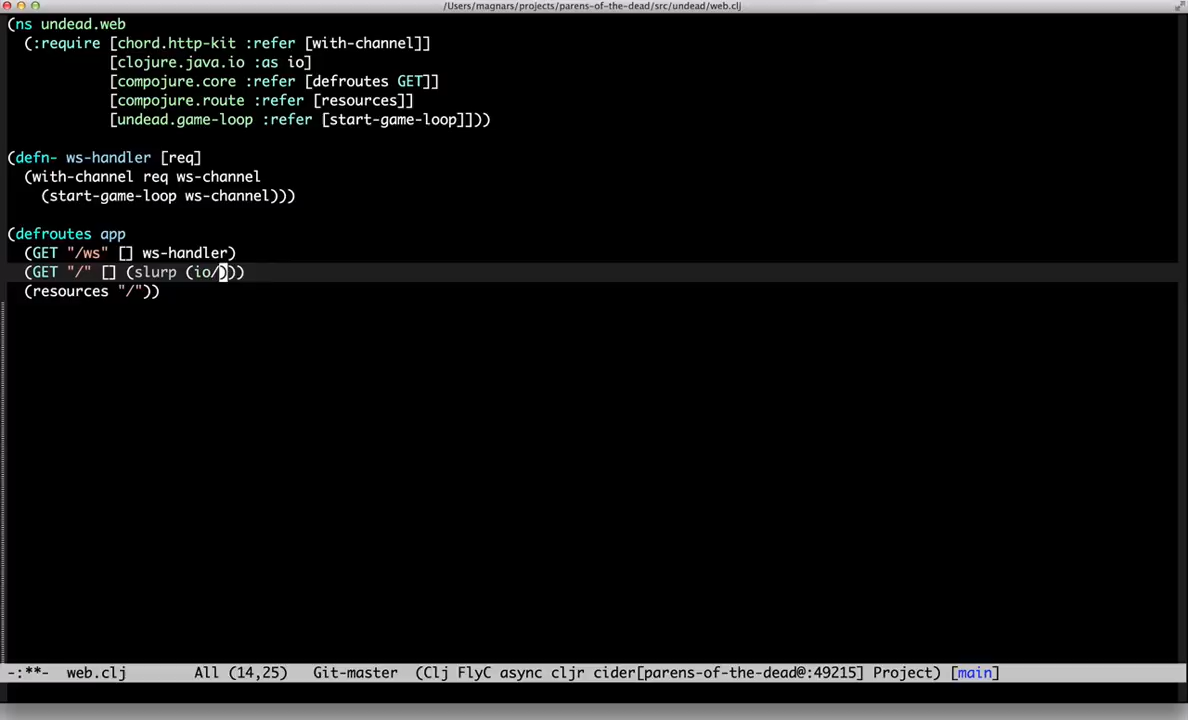 /Users/magnars/projects/parens-of-the-dead/src/undead/web.clj
(ns undead.web
  (:require [chord.http-kit :refer [with-channel]]
            [clojure.java.io :as io]
            [compojure.core :refer [defroutes GET]]
            [compojure.route :refer [resources]]
            [undead.game-loop :refer [start-game-loop]]))
(defn- ws-handler [req]
  (with-channel req ws-channel
    (start-game-loop ws-channel)))
(defroutes app
  (GET "/ws" [] ws-handler)
  (GET "/" [] (slurp (io/)))
  (resources "/"))
-:**-  web.clj        All (14,25)   Git-master  (Clj FlyC async cljr cider[parens-of-the-dead@:49215] Project) [main]